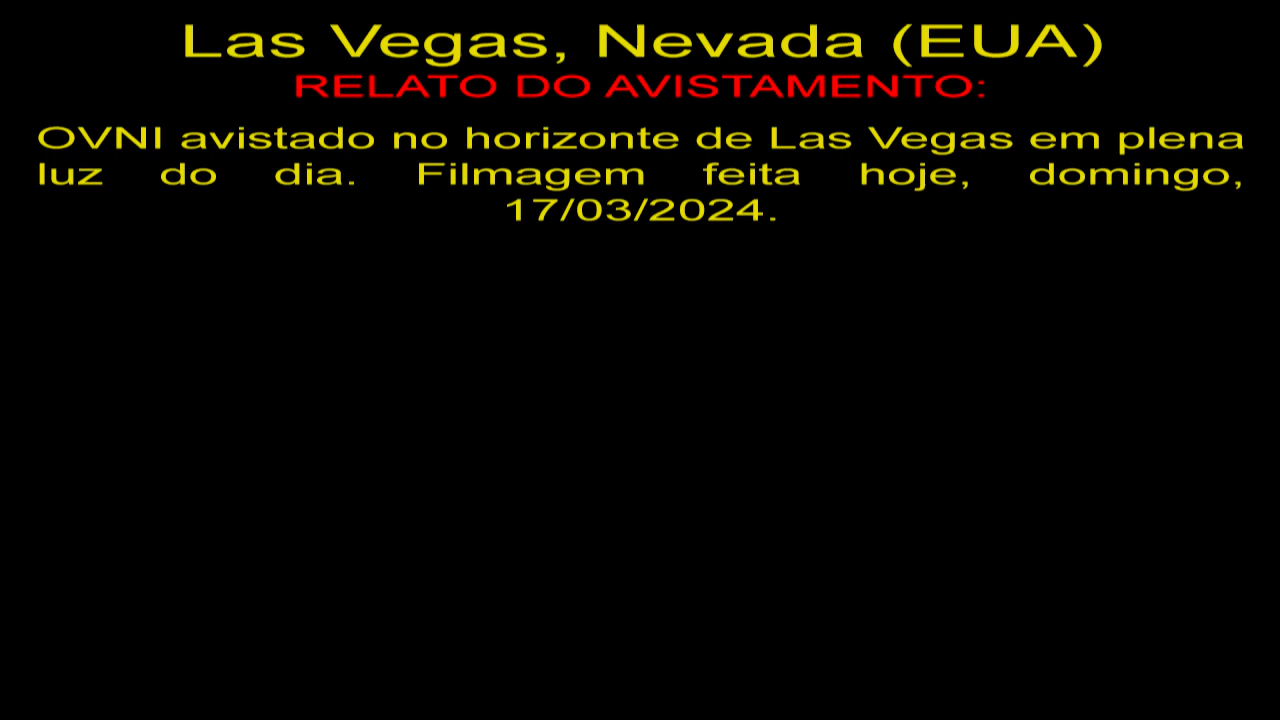 Las Vegas, Nevada (EUA)
RELATO DO AVISTAMENTO:
OVNI avistado no horizonte de Las Vegas em plena
luz do dia. Filmagem feita hoje, domingo,
17/03/2024.